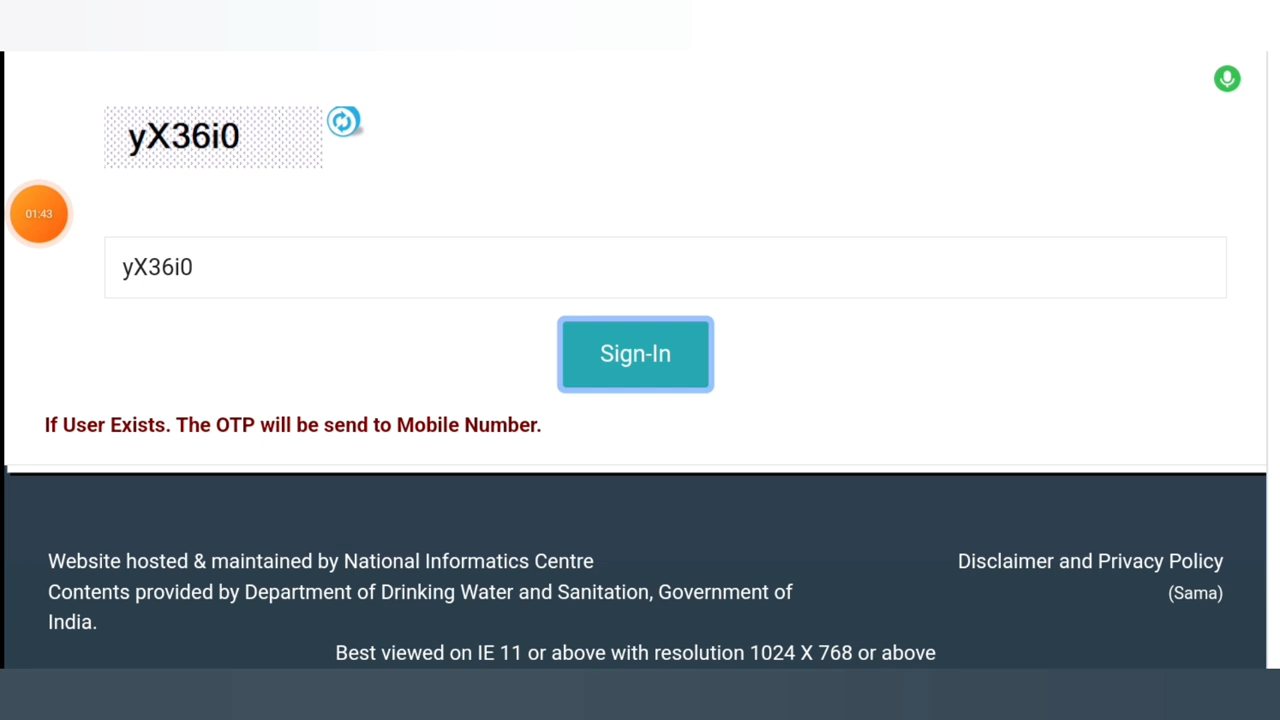 yX36i0
01:43
yX36i0
Sign-In
If User Exists. The OTP will be send to Mobile Number.
Website hosted & maintained by National Informatics Centre
Contents provided by Department of Drinking Water and Sanitation, Government of
India.
Disclaimer and Privacy Policy
(Sama)
Best viewed on IE 11 or above with resolution 1024 X 768 or above